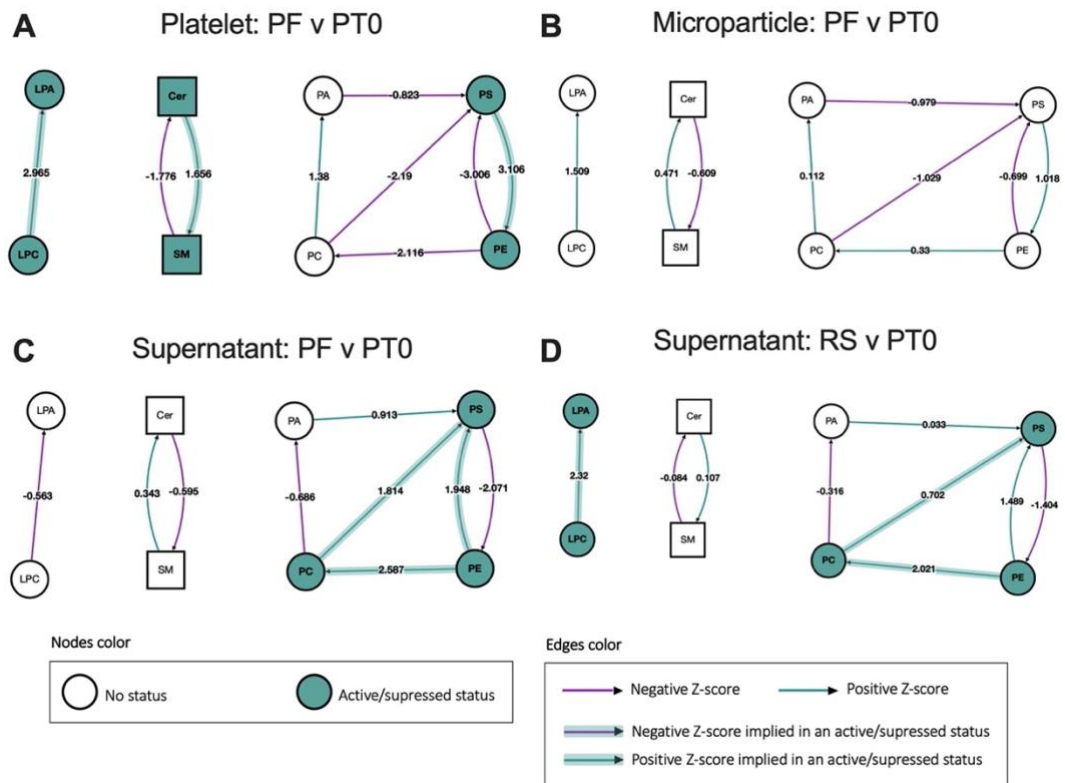 A
Platelet: PF v PT0
LPA
2.965
LPC
Cer
-1.776
1.656
SM
PA
-0.823
PS
1.38
-2.19
-3.006
3.106
PC
-2.116
PE
B
Microparticle: PF v PT0
LPA
1.509
LPC
Cer
0.471
-0.609
SM
PA
-0.979
PS
0.112
-1.029
-0.699
1.018
PC
0.33
PE
C
Supernatant: PF v PT0
LPA
-0.563
LPC
Cer
0.343
-0.595
SM
PA
0.913
PS
-0.686
1.814
1.948
-2.071
PC
2.587
PE
D
Supernatant: RS v PT0
LPA
2.32
LPC
Cer
-0.084
0.107
SM
PA
0.033
PS
-0.316
0.702
1.489
-1.404
PC
2.021
PE
Nodes color
No status
Active/supressed status
Edges color
Negative Z-score
Positive Z-score
Negative Z-score implied in an active/supressed status
Positive Z-score implied in an active/supressed status